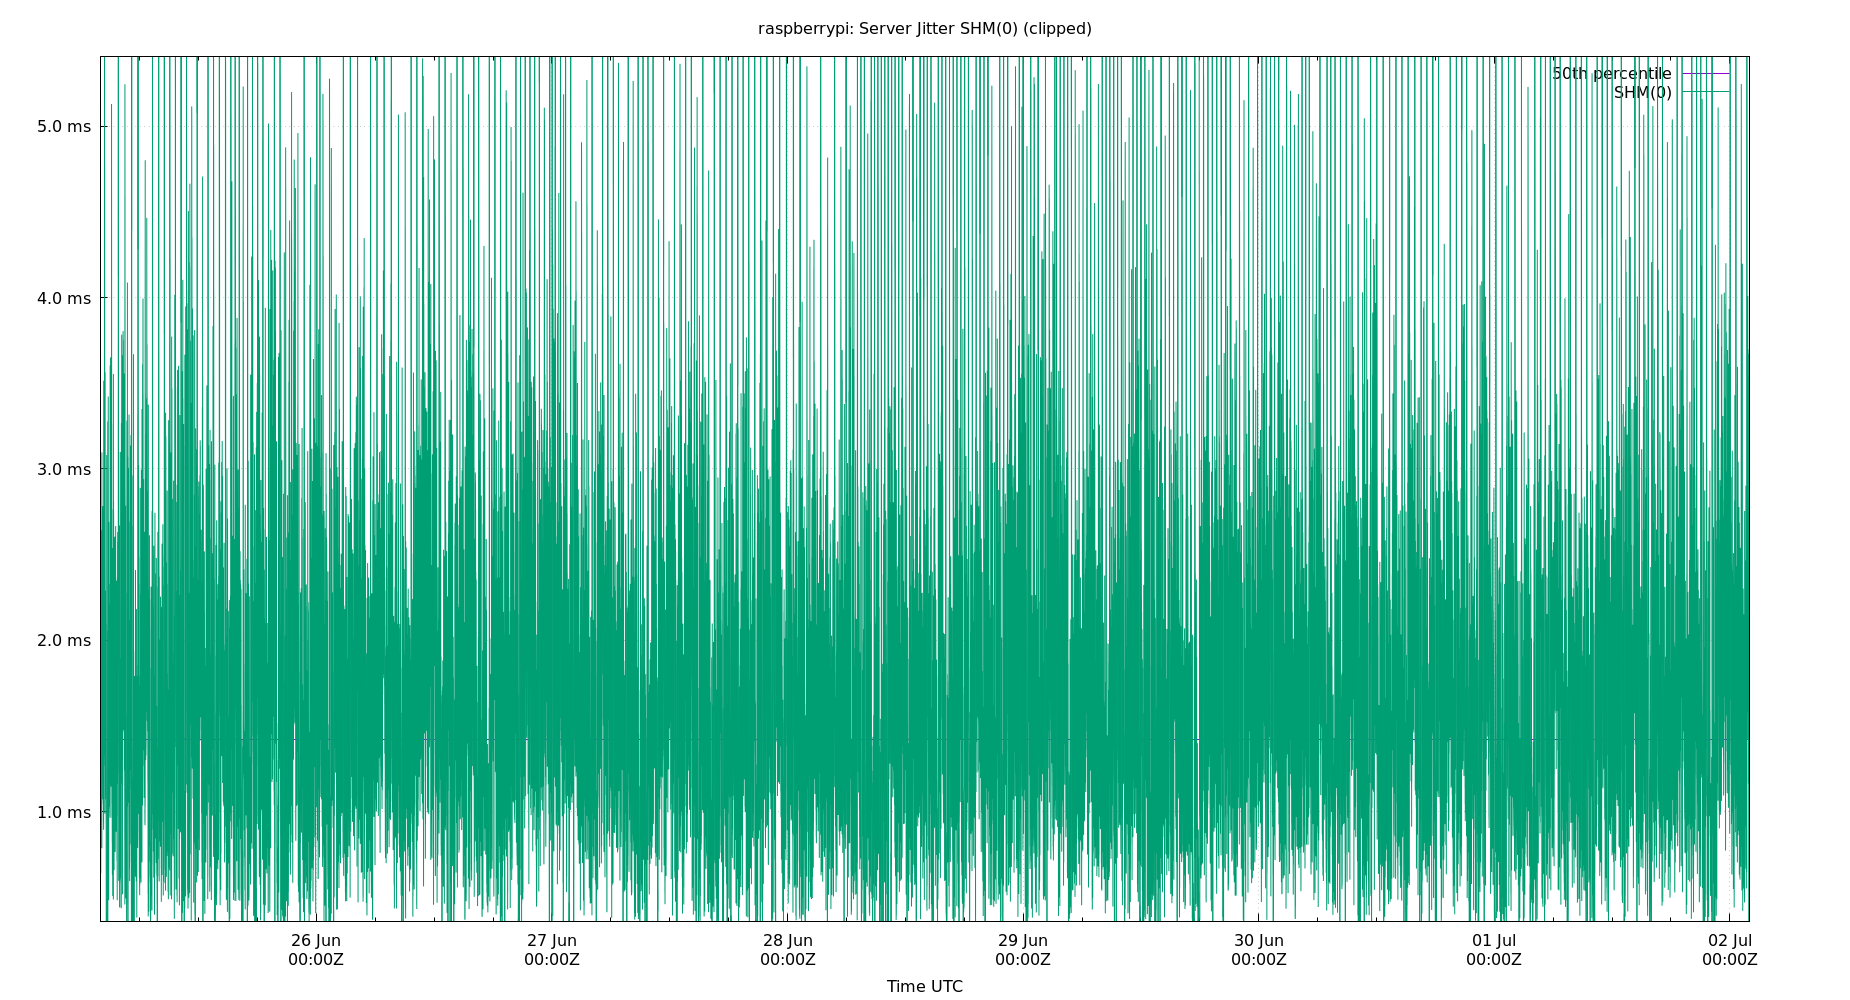 raspberrypi: Server Jitter SHM(0) (clipped)
50th percentile
SHM(0)
5.0 ms
4.0 ms
3.0 ms
2.0 ms
1.0 ms
26 Jun 27 Jun 28 Jun 29 Jun 30 Jun 01 Jul 02 Jul
00:00Z 00:00Z 00:00Z 00:00Z 00:00Z 00:00Z 00:00Z
Time UTC